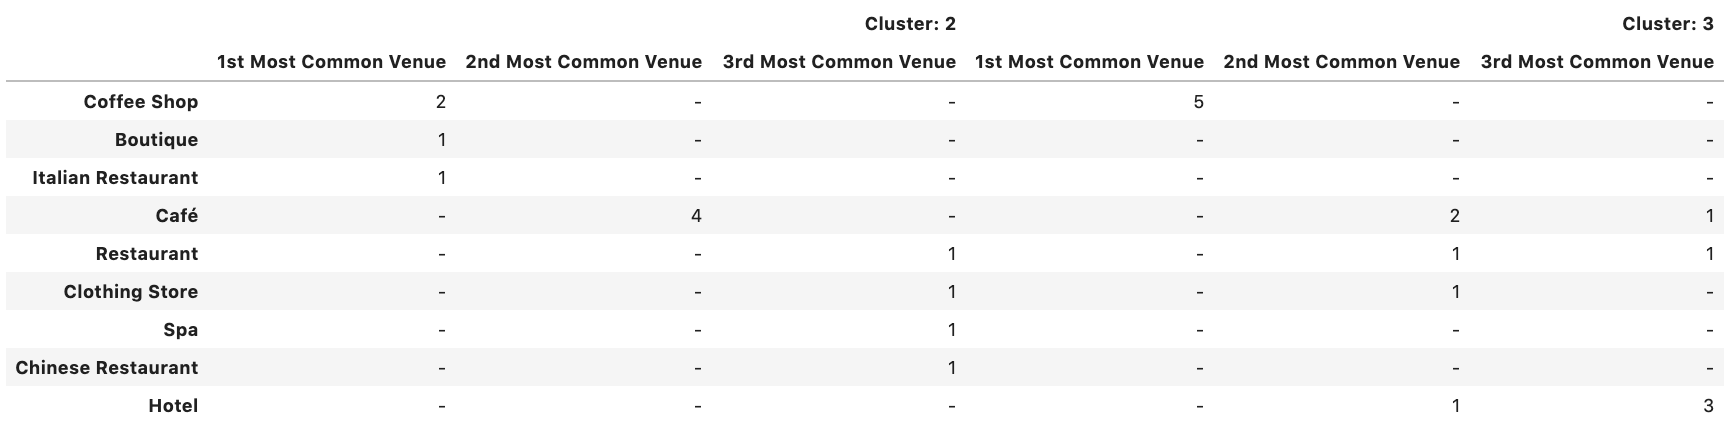 Cluster: 2 Cluster: 3
1st Most Common Venue 2nd Most Common Venue 3rd Most Common Venue 1st Most Common Venue 2nd Most Common Venue 3rd Most Common Venue
Coffee Shop 2 - - 5 - -
Boutique 1 - - - - -
Italian Restaurant 1 - - - - -
Café - 4 - - 2 1
Restaurant - - 1 - 1 1
Clothing Store - - 1 - 1 -
Spa - - 1 - - -
Chinese Restaurant - - 1 - - -
Hotel - - - - 1 3